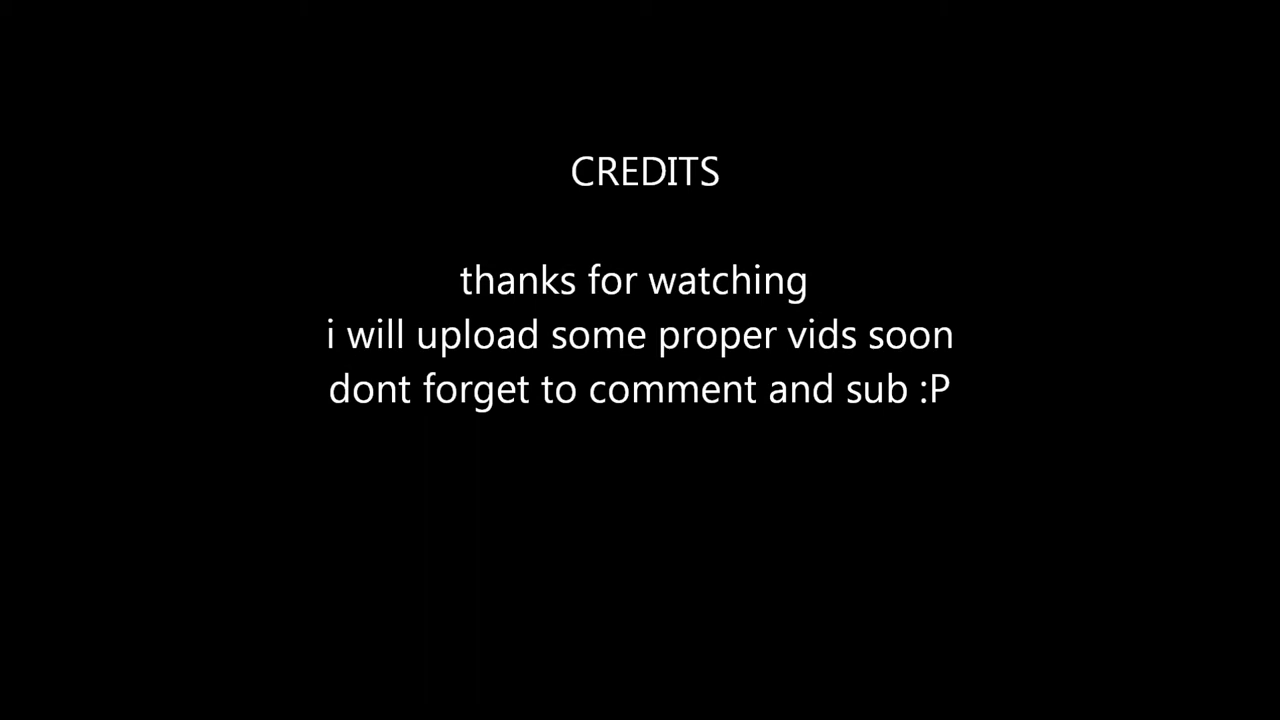 CREDITS
thanks for watching
i will upload some proper vids soon
dont forget to comment and sub :P